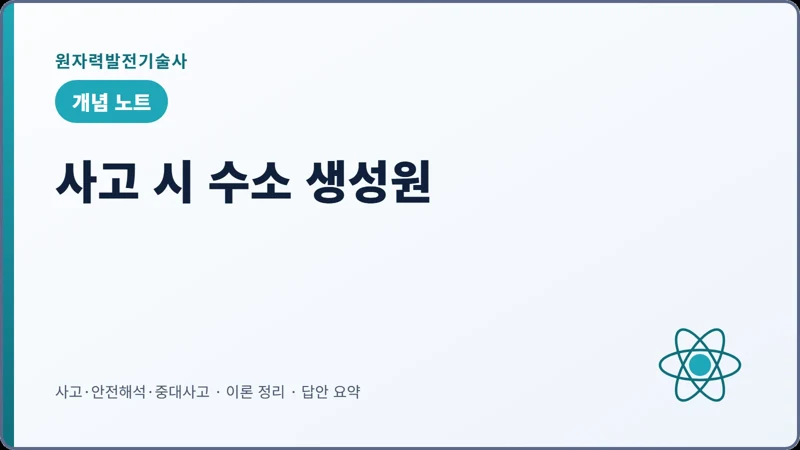 원자력발전기술사
개념 노트
사고 시 수소 생성원
사고·안전해석·중대사고 · 이론 정리 · 답안 요약